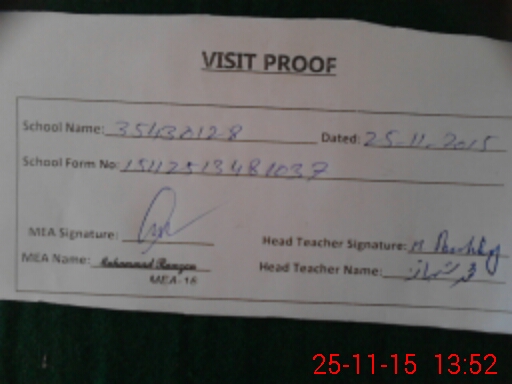 VISIT PROOF
School Name: 35430128 Dated: 25-11-2015
School Form No: 15112513481037
MEA Signature: Head Teacher Signature:
MEA Name: Muhammad Ramzan Head Teacher Name:
MEA-16
25-11-15 13:52